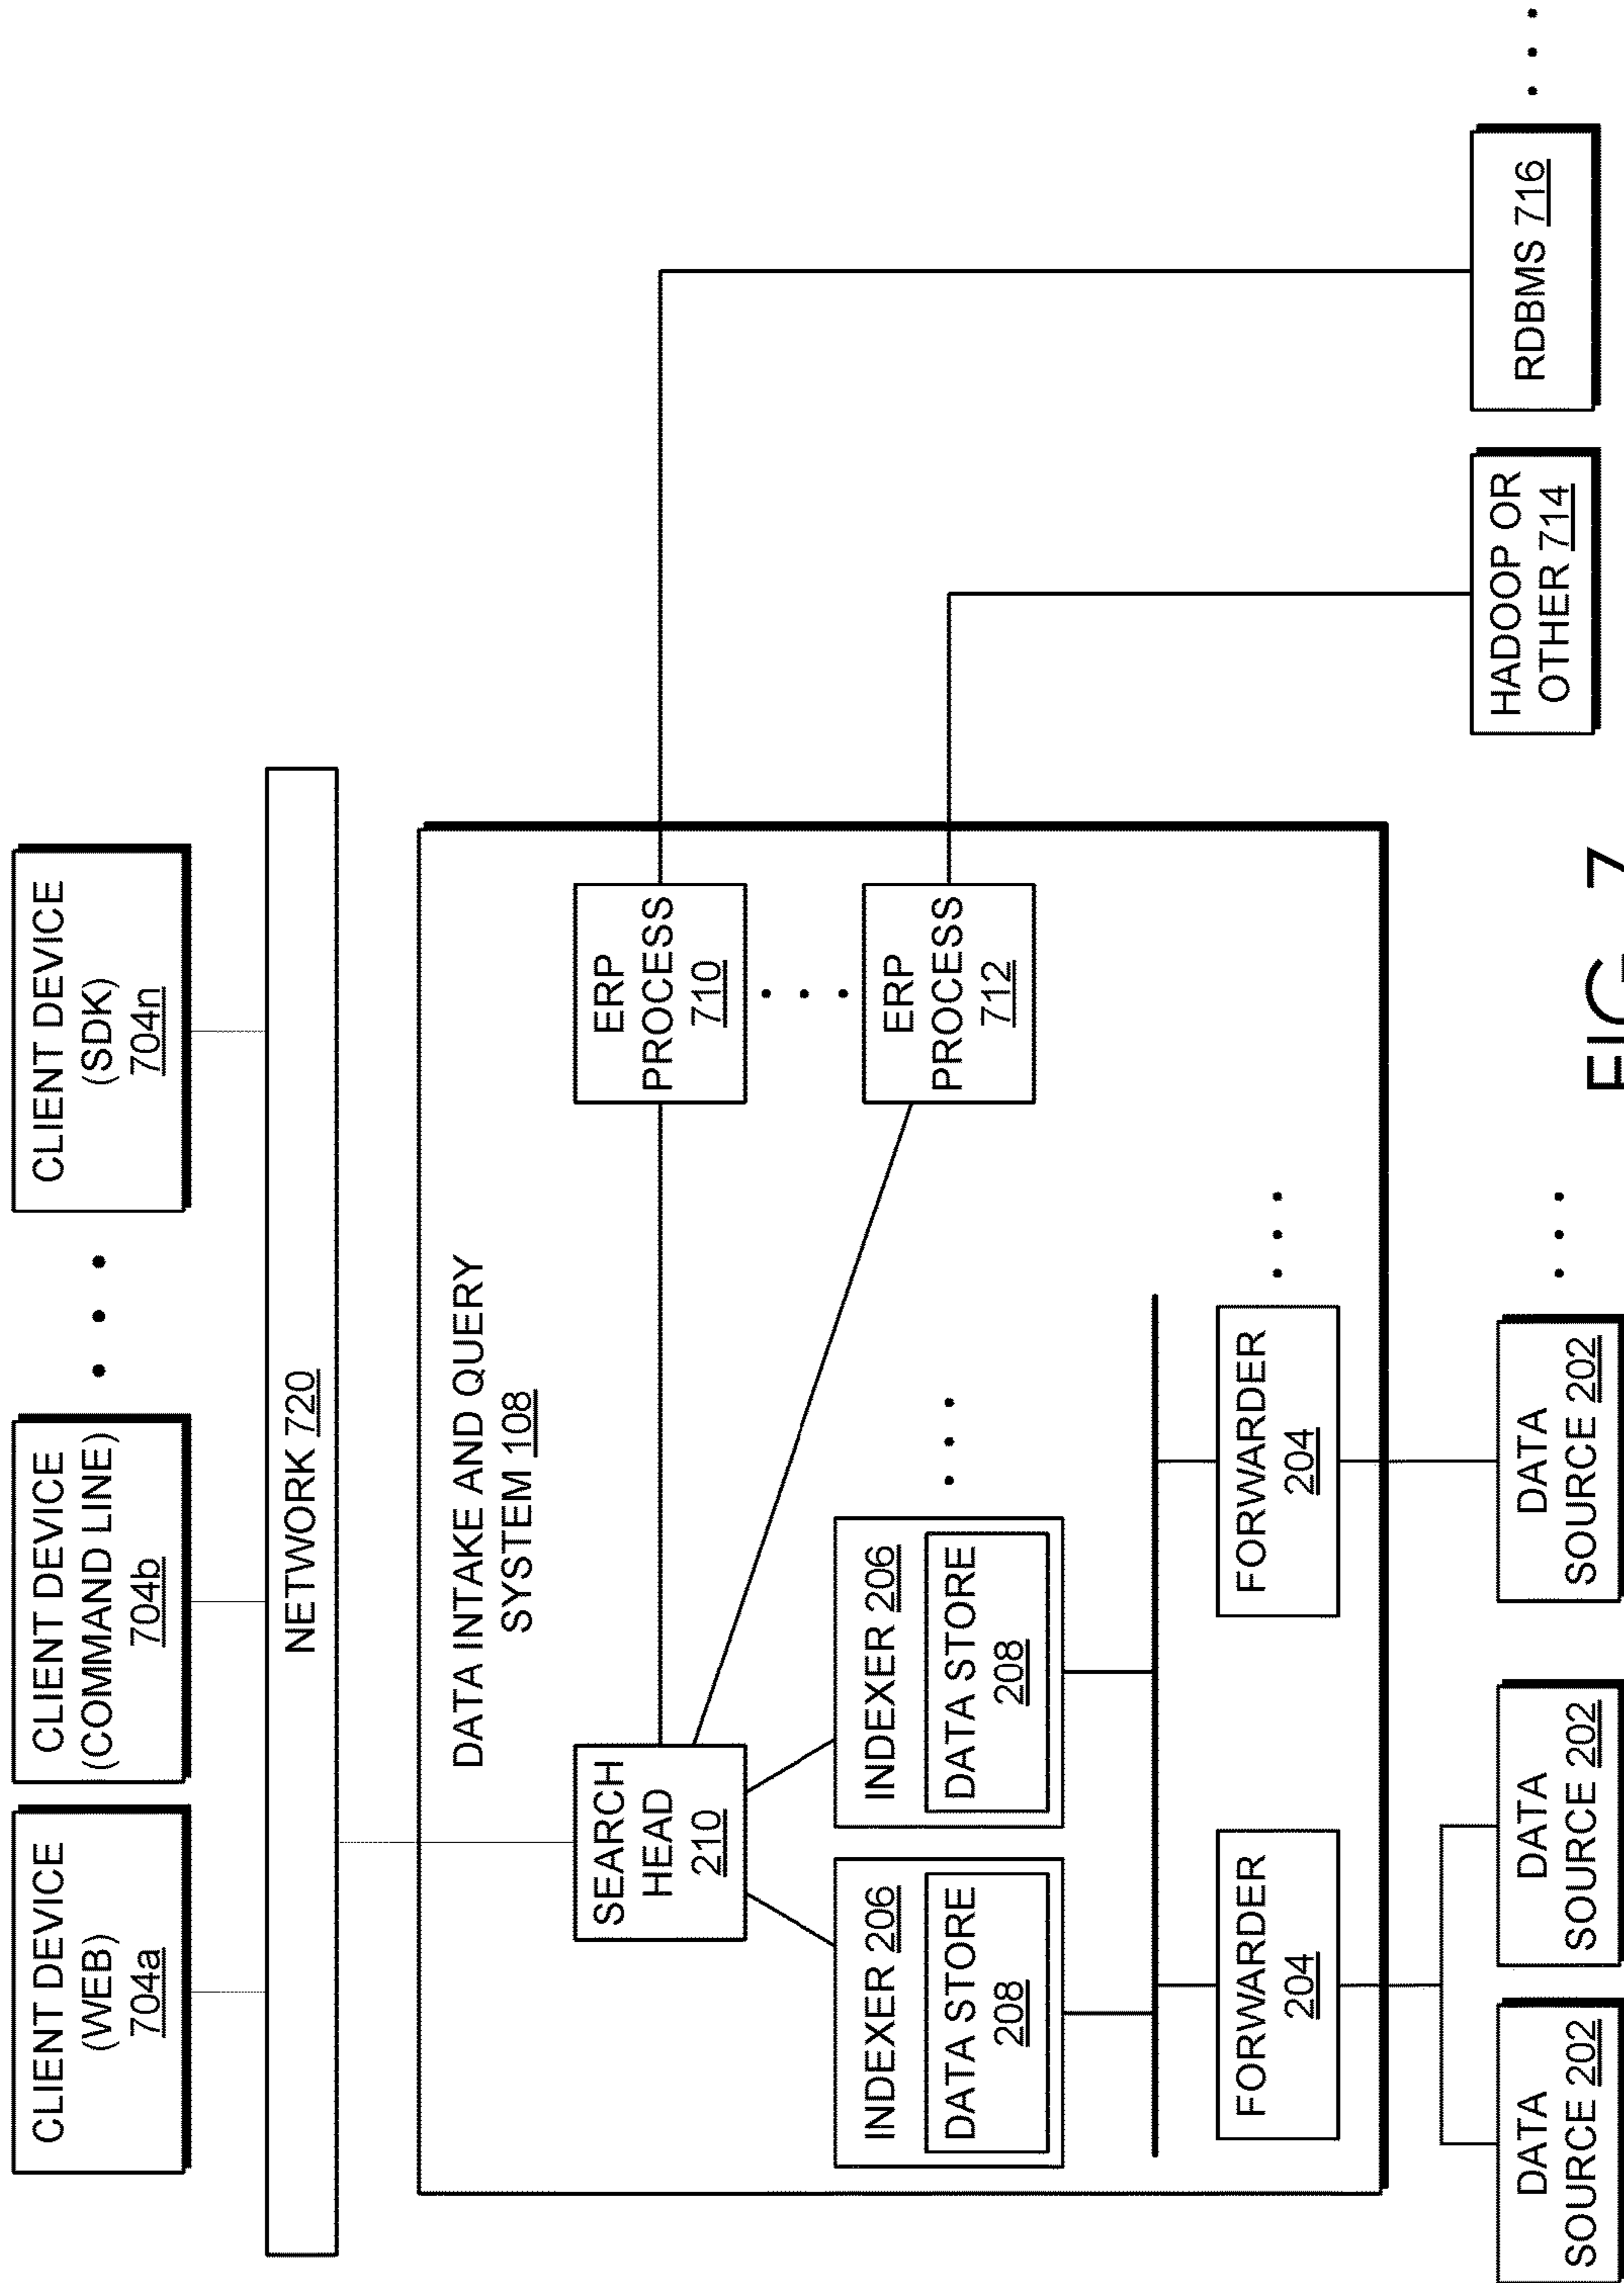 CLIENT DEVICE
(WEB)
704a
CLIENT DEVICE
(COMMAND LINE)
704b
CLIENT DEVICE
(SDK)
704n
NETWORK 720
DATA INTAKE AND QUERY
SYSTEM 108
SEARCH
HEAD
210
ERP
PROCESS
710
INDEXER 206
DATA STORE
208
INDEXER 206
DATA STORE
208
ERP
PROCESS
712
FORWARDER
204
FORWARDER
204
DATA
SOURCE 202
DATA
SOURCE 202
DATA
SOURCE 202
HADOOP OR
OTHER 714
RDBMS 716
FIG. 7